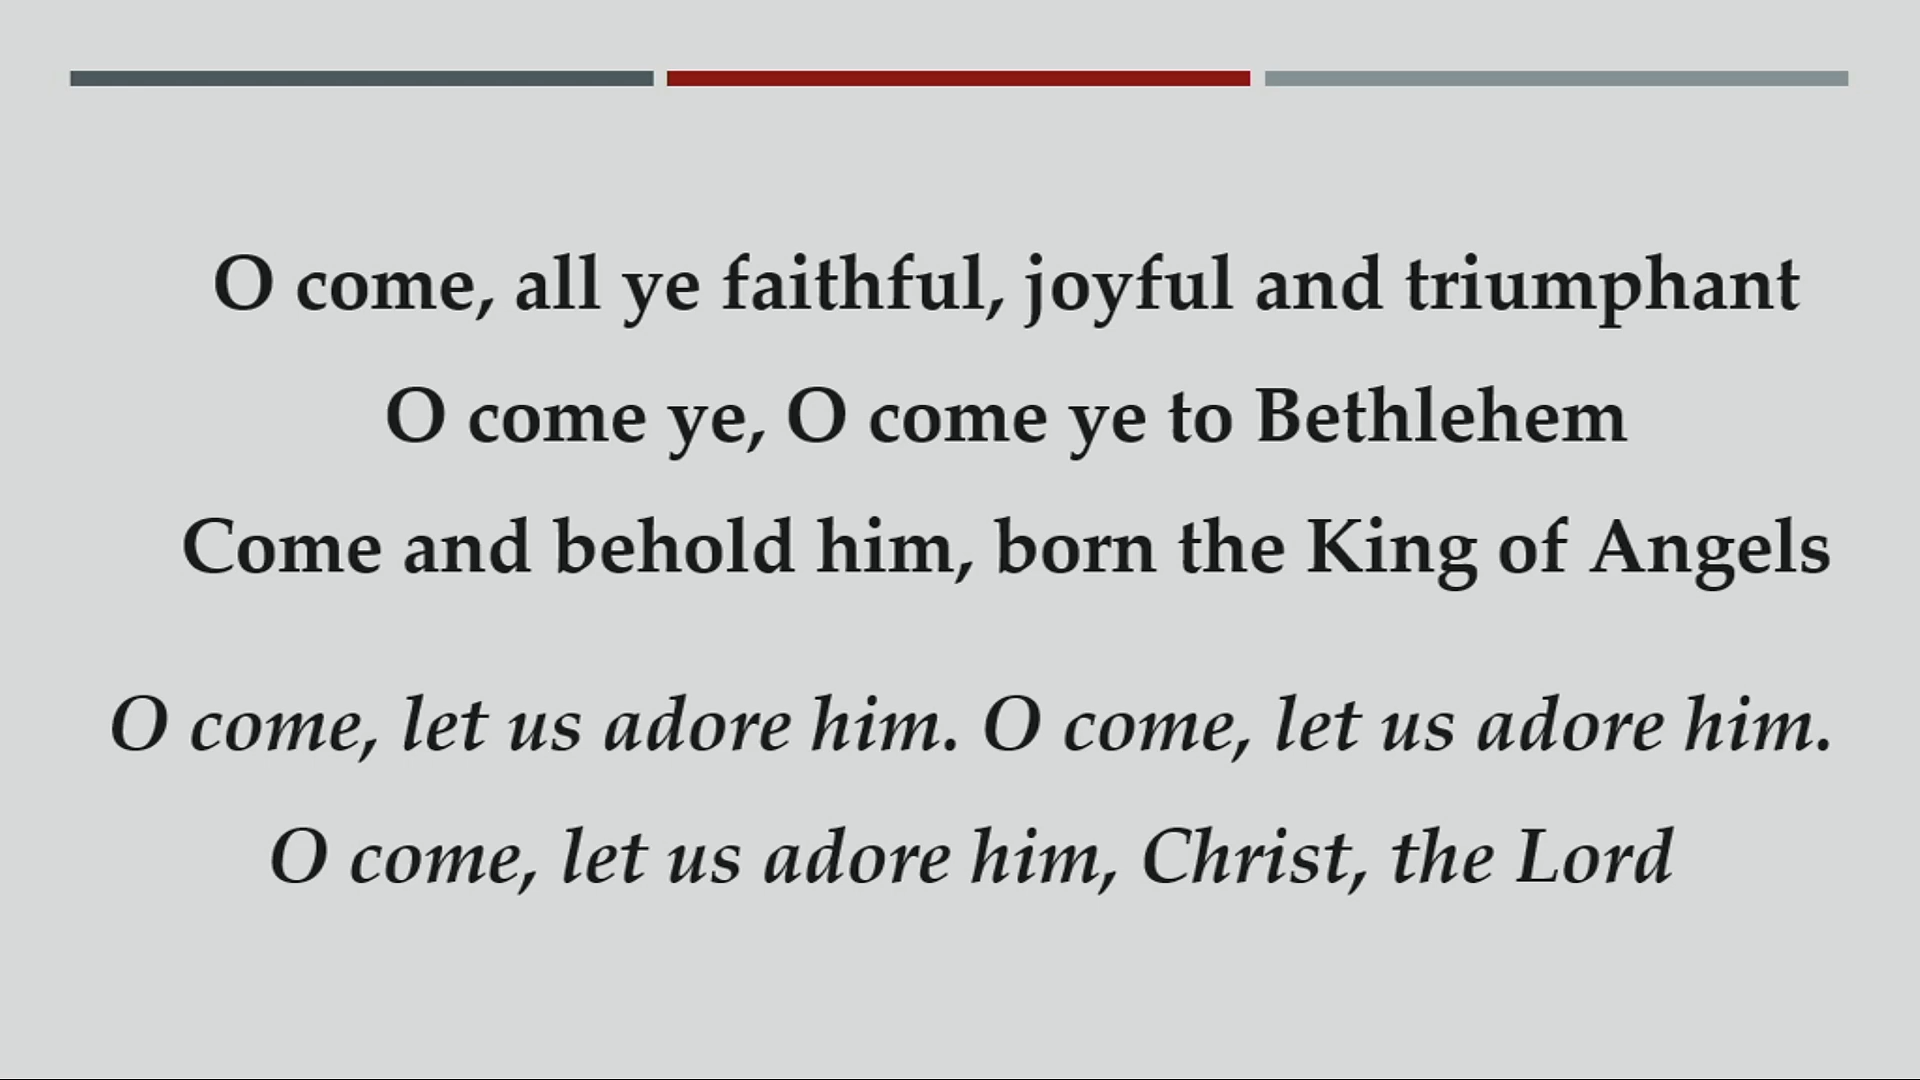 O come, all ye faithful, joyful and triumphant
O come ye, O come ye to Bethlehem
Come and behold him, born the King of Angels
O come, let us adore him. O come, let us adore him.
O come, let us adore him, Christ, the Lord